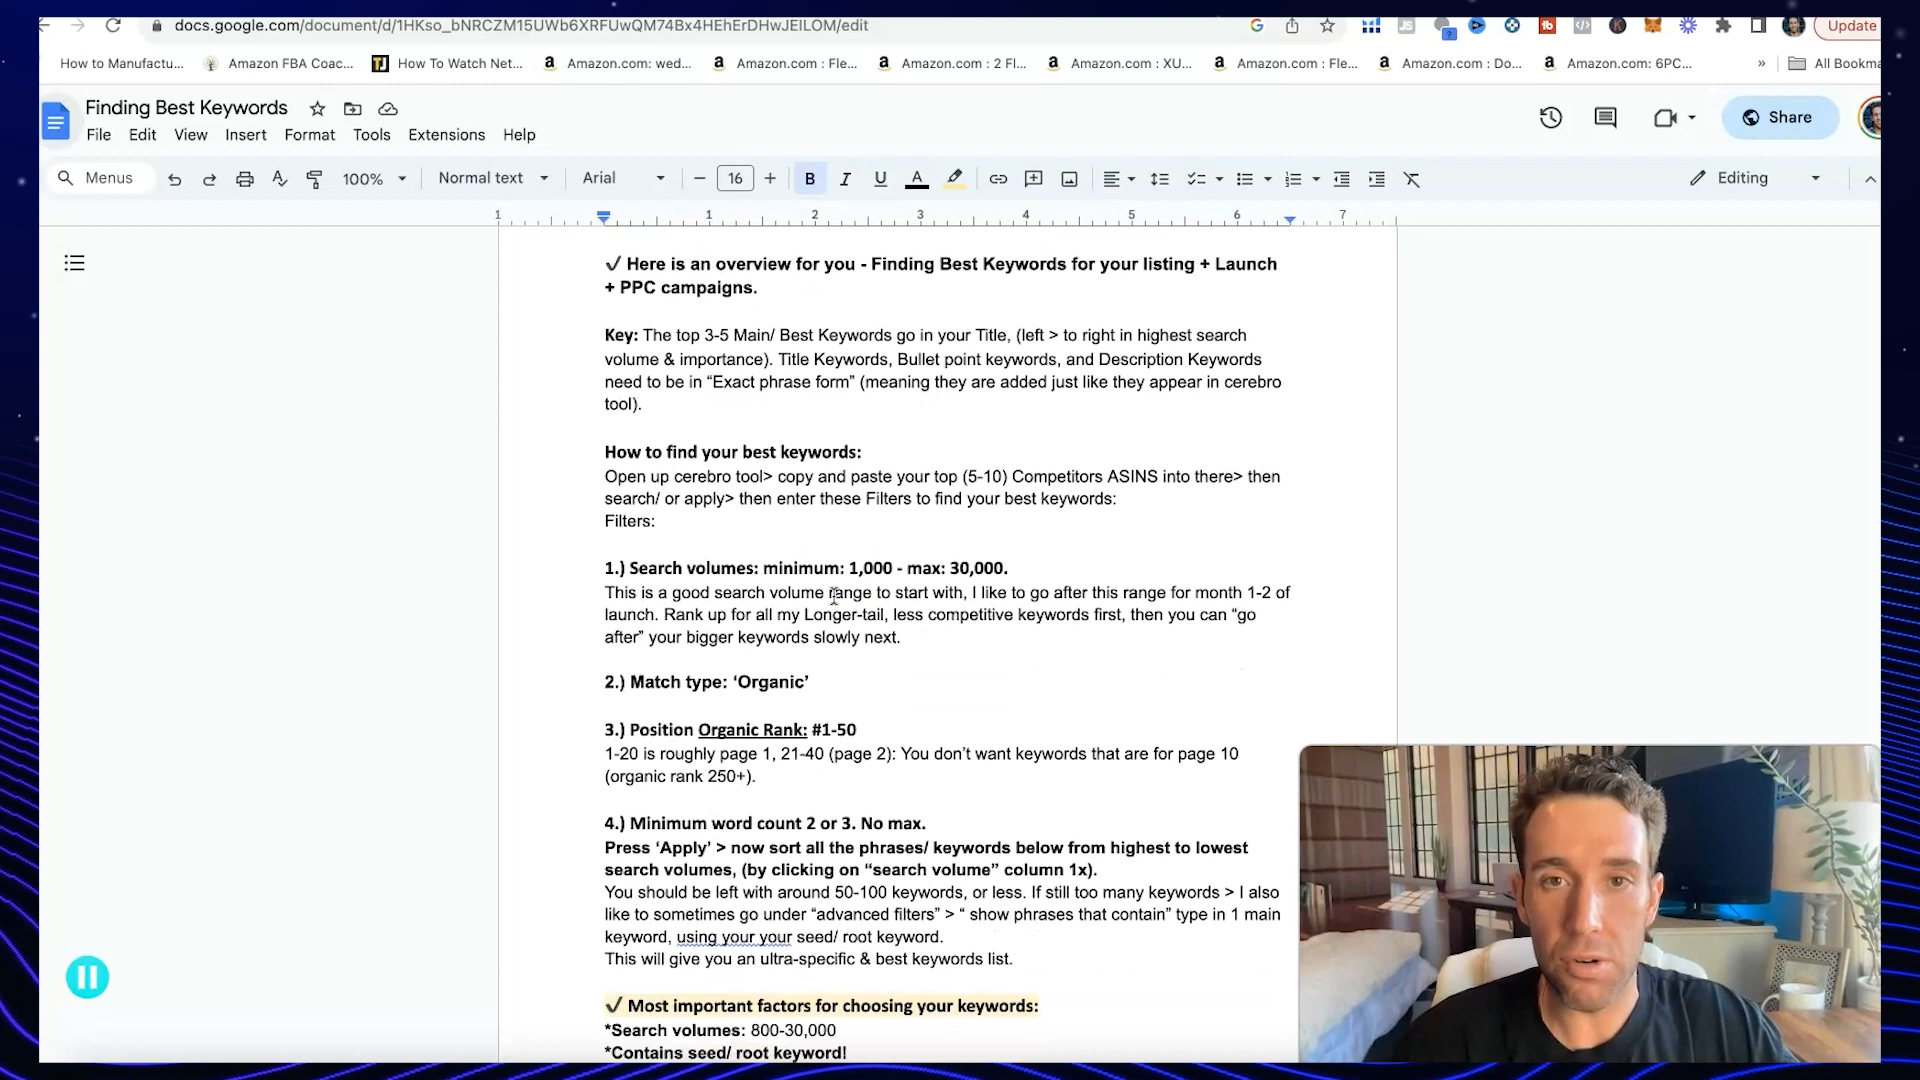 docs.google.com/document/d/1HKso_bNRCZM15UWb6XRFUwQM74Bx4HEhErDHwJEILOM/edit
Update
How to Manufactu...
Amazon FBA Coac...
TJ
How To Watch Net...
Amazon.com: wed...
Amazon.com : Fle...
Amazon.com : 2 Fl...
Amazon.com : XU...
Amazon.com : Fle...
Amazon.com : Do...
Amazon.com: 6PC...
»
All Bookma
Finding Best Keywords
File Edit View Insert Format Tools Extensions Help
Share
Menus
100%
Normal text
Arial
16
B I U A
Editing
1 1 2 3 4 5 6 7
✓ Here is an overview for you - Finding Best Keywords for your listing + Launch
+ PPC campaigns.
Key: The top 3-5 Main/ Best Keywords go in your Title, (left > to right in highest search
volume & importance). Title Keywords, Bullet point keywords, and Description Keywords
need to be in “Exact phrase form” (meaning they are added just like they appear in cerebro
tool).
How to find your best keywords:
Open up cerebro tool> copy and paste your top (5-10) Competitors ASINS into there> then
search/ or apply> then enter these Filters to find your best keywords:
Filters:
1.) Search volumes: minimum: 1,000 - max: 30,000.
This is a good search volume range to start with, I like to go after this range for month 1-2 of
launch. Rank up for all my Longer-tail, less competitive keywords first, then you can “go
after” your bigger keywords slowly next.
2.) Match type: ‘Organic’
3.) Position Organic Rank: #1-50
1-20 is roughly page 1, 21-40 (page 2): You don’t want keywords that are for page 10
(organic rank 250+).
4.) Minimum word count 2 or 3. No max.
Press ‘Apply’ > now sort all the phrases/ keywords below from highest to lowest
search volumes, (by clicking on “search volume” column 1x).
You should be left with around 50-100 keywords, or less. If still too many keywords > I also
like to sometimes go under “advanced filters” > “ show phrases that contain” type in 1 main
keyword, using your your seed/ root keyword.
This will give you an ultra-specific & best keywords list.
✓ Most important factors for choosing your keywords:
*Search volumes: 800-30,000
*Contains seed/ root keyword!